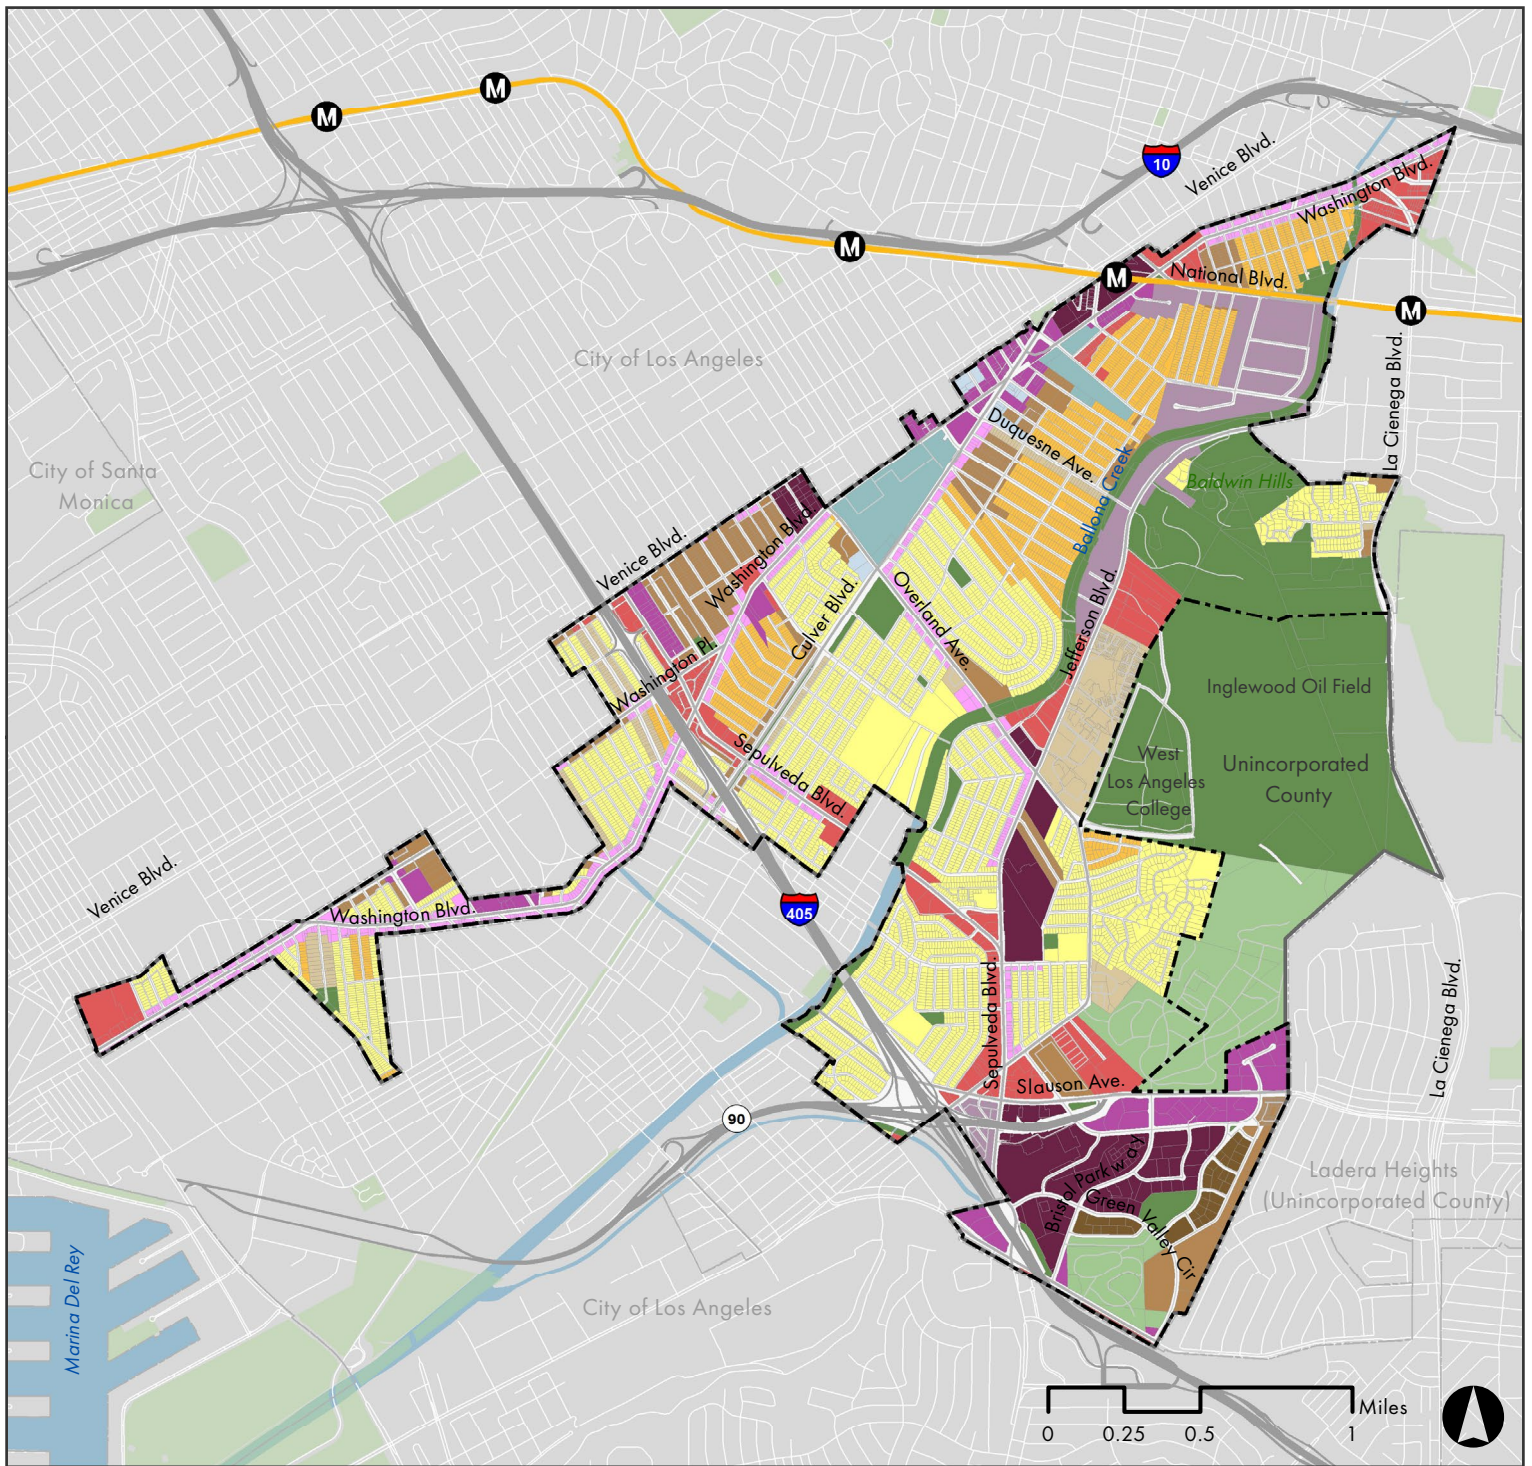 M
M
10
Venice Blvd.
Washington Blvd.
M
M
National Blvd.
M
City of Los Angeles
La Cienega Blvd.
Duquesne Ave.
City of Santa
Monica
Ballona Creek
Baldwin Hills
Venice Blvd.
Washington Blvd.
Culver Blvd.
Overland Ave.
Jefferson Blvd.
Washington Pl.
Inglewood Oil Field
Sepulveda Blvd.
West
Los Angeles
College
Unincorporated
County
Venice Blvd.
Washington Blvd.
405
Sepulveda Blvd.
La Cienega Blvd.
Slauson Ave.
90
Bristol Parkway
Green Valley Cir
Ladera Heights
(Unincorporated County)
Marina Del Rey
City of Los Angeles
Miles
0
0.25
0.5
1